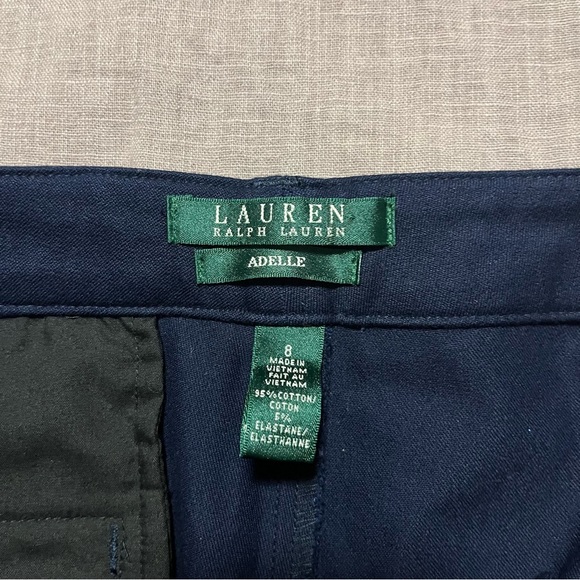 LAUREN
RALPH LAUREN
ADELLE
8
MADE IN
VIETNAM
FAIT AU
VIETNAM
95% COTTON/
COTON
5%
ELASTANE/
ELASTHANNE